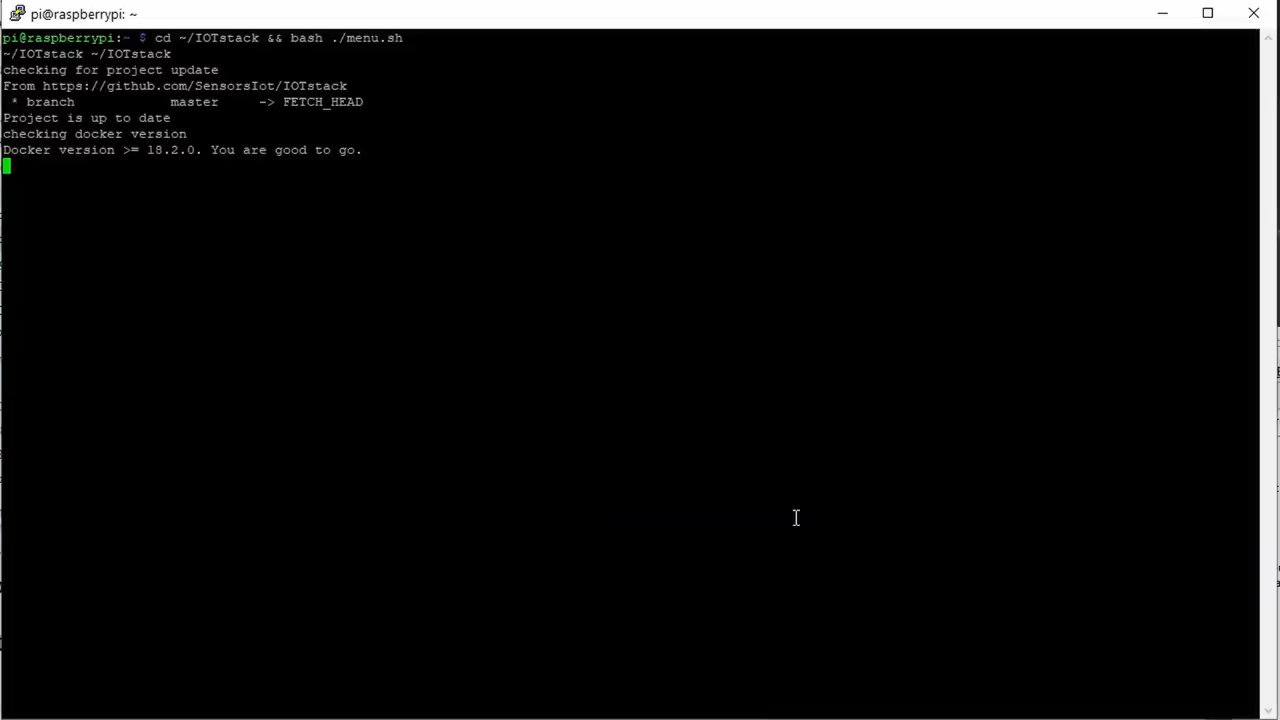 pi@raspberrypi: ~
pi@raspberrypi:~ $ cd ~/IOTstack && bash ./menu.sh
~/IOTstack ~/IOTstack
checking for project update
From https://github.com/SensorsIot/IOTstack
 * branch            master     -> FETCH_HEAD
Project is up to date
checking docker version
Docker version >= 18.2.0. You are good to go.